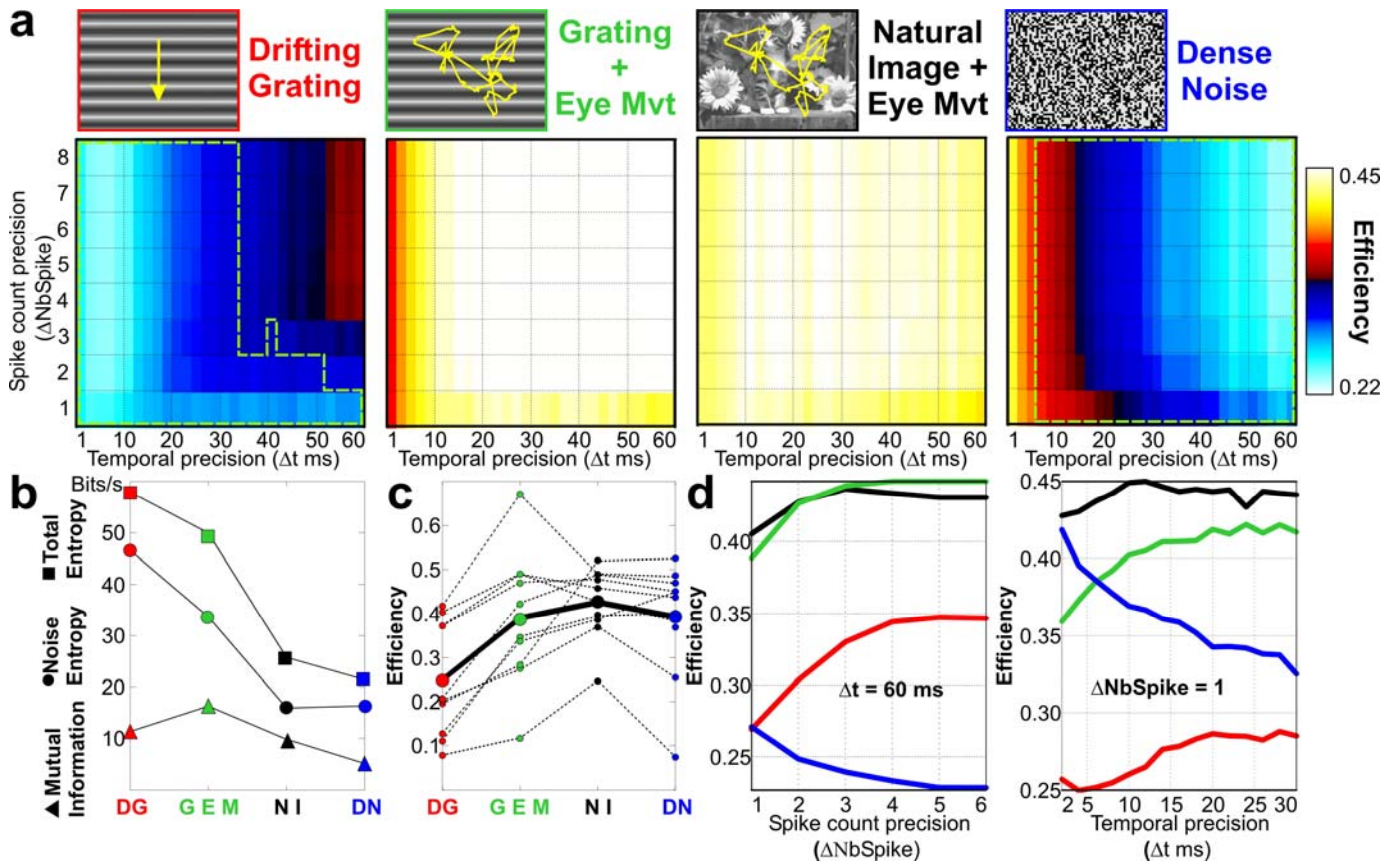 a
Drifting
Grating
Grating
+
Eye Mvt
Natural
Image +
Eye Mvt
Dense
Noise
Spike count precision
(ΔNbSpike)
8
7
6
5
4
3
2
1
1 10 20 30 40 50 60
Temporal precision (Δt ms)
1 10 20 30 40 50 60
Temporal precision (Δt ms)
1 10 20 30 40 50 60
Temporal precision (Δt ms)
1 10 20 30 40 50 60
Temporal precision (Δt ms)
0.45
Efficiency
0.22
b
Bits/s
50
40
30
20
10
■ Total
Entropy
● Noise
Entropy
▲ Mutual
Information
DG G E M N I DN
c
Efficiency
0.6
0.5
0.4
0.3
0.2
0.1
DG G E M N I DN
d
Efficiency
0.40
0.35
0.30
0.25
Δt = 60 ms
1 2 3 4 5 6
Spike count precision
(ΔNbSpike)
Efficiency
0.45
0.40
0.35
0.30
0.25
ΔNbSpike = 1
2 5 10 15 20 25 30
Temporal precision
(Δt ms)